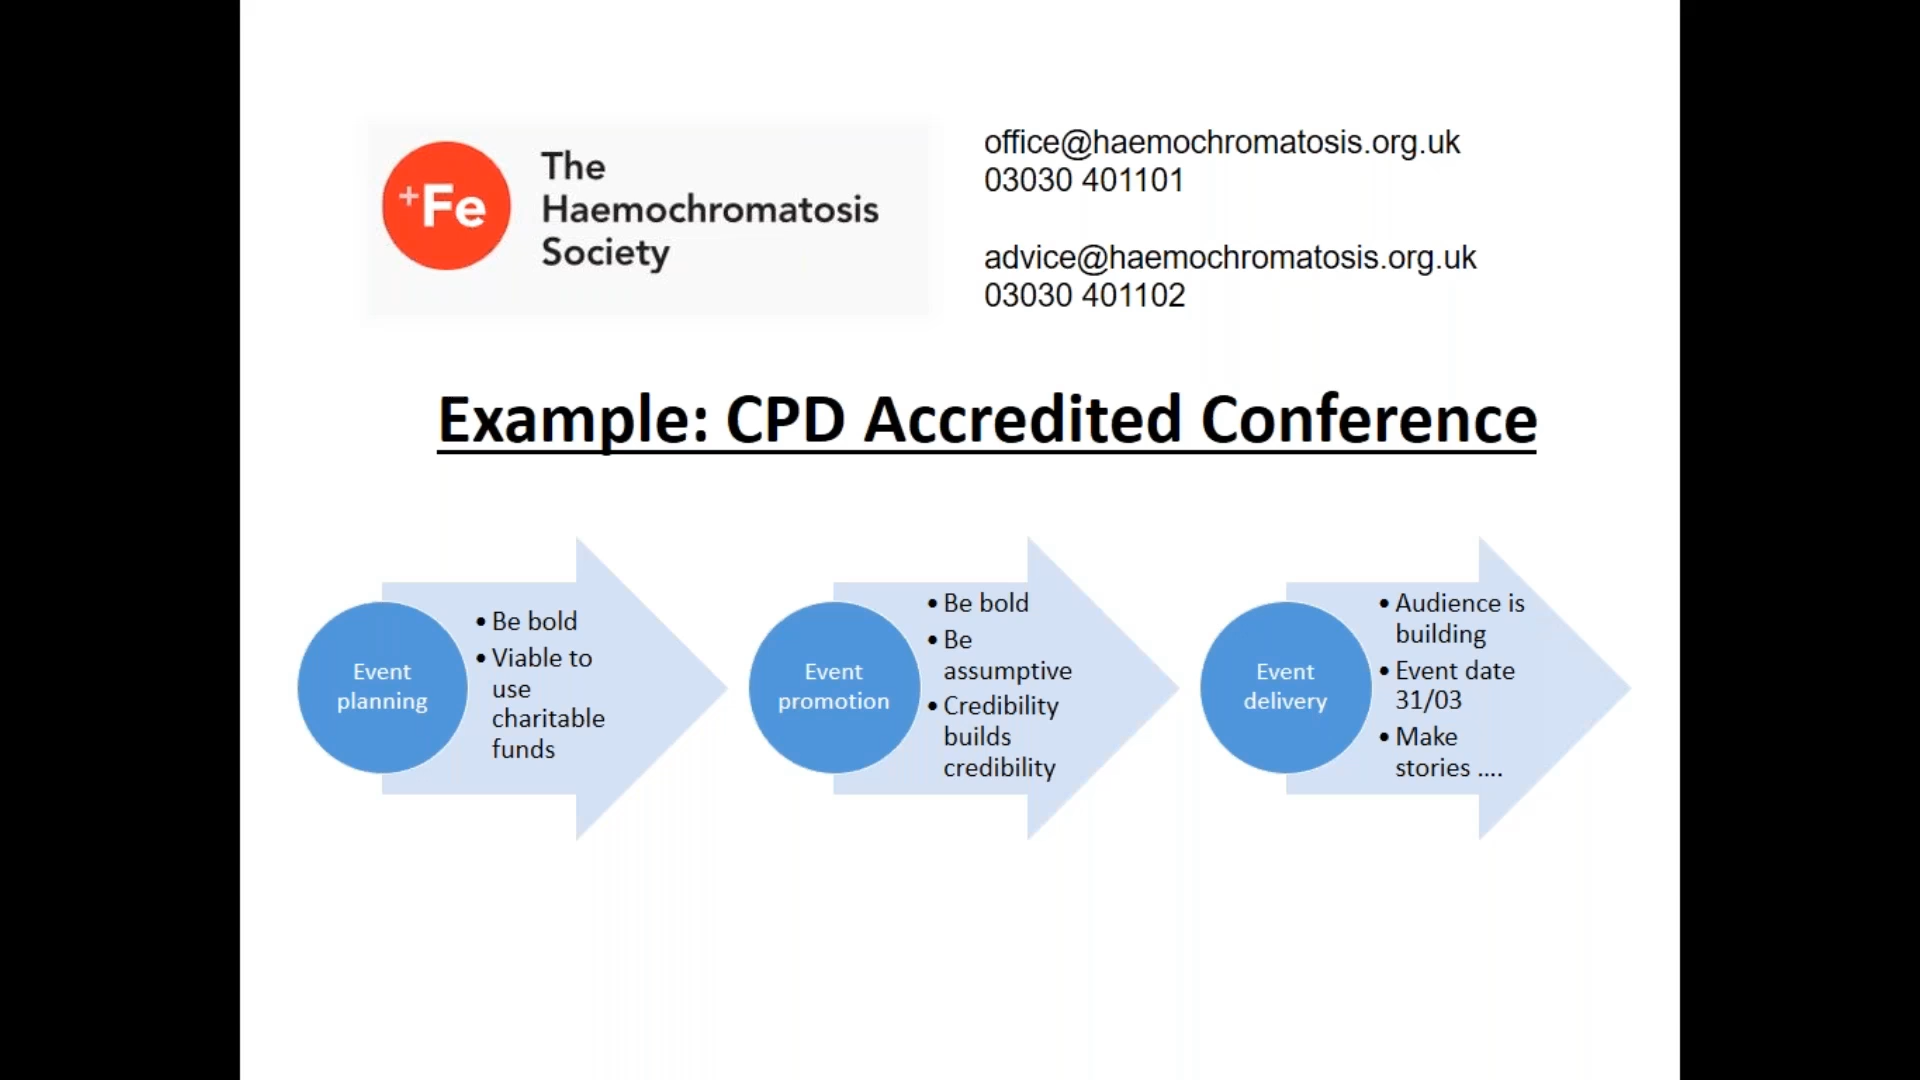 +Fe
The
Haemochromatosis
Society
office@haemochromatosis.org.uk
03030 401101
advice@haemochromatosis.org.uk
03030 401102
Example: CPD Accredited Conference
Event
planning
• Be bold
• Viable to
use
charitable
funds
Event
promotion
• Be bold
• Be
assumptive
• Credibility
builds
credibility
Event
delivery
• Audience is
building
• Event date
31/03
• Make
stories ....